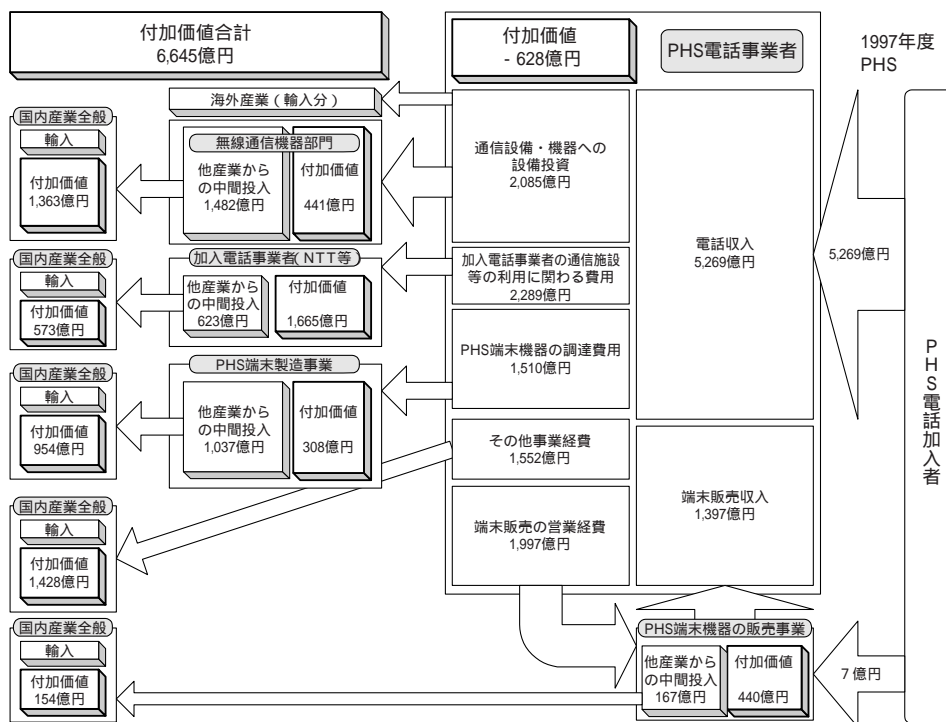 付加価値合計
6,645億円
付加価値
- 628億円
PHS電話事業者
1997年度
PHS
海外産業（輸入分）
国内産業全般
輸入
付加価値
1,363億円
無線通信機器部門
他産業から
の中間投入
1,482億円
付加価値
441億円
通信設備・機器への
設備投資
2,085億円
電話収入
5,269億円
5,269億円
PHS電話加入者
国内産業全般
輸入
付加価値
573億円
加入電話事業者（NTT等
他産業から
の中間投入
623億円
付加価値
1,665億円
加入電話事業者の通信施設
等の利用に関わる費用
2,289億円
国内産業全般
輸入
付加価値
954億円
PHS端末製造事業
他産業から
の中間投入
1,037億円
付加価値
308億円
PHS端末機器の調達費用
1,510億円
その他事業経費
1,552億円
端末販売収入
1,397億円
国内産業全般
輸入
付加価値
1,428億円
端末販売の営業経費
1,997億円
国内産業全般
輸入
付加価値
154億円
PHS端末機器の販売事業
他産業から
の中間投入
167億円
付加価値
440億円
7億円